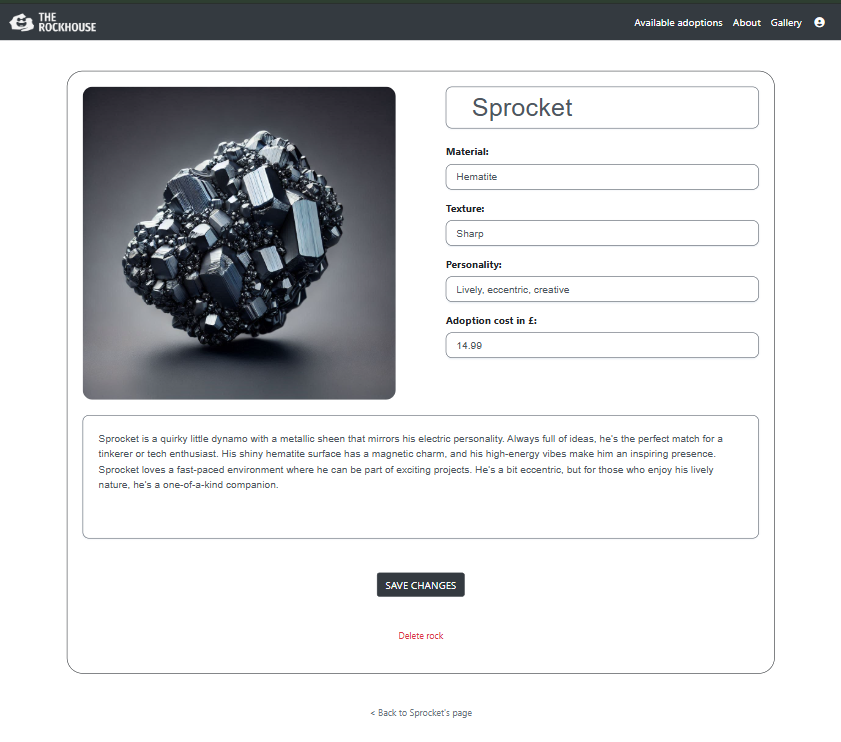 THE
ROCKHOUSE
Available adoptions About Gallery
Sprocket
Material:
Hematite
Texture:
Sharp
Personality:
Lively, eccentric, creative
Adoption cost in £:
14.99
Sprocket is a quirky little dynamo with a metallic sheen that mirrors his electric personality. Always full of ideas, he's the perfect match for a
tinkerer or tech enthusiast. His shiny hematite surface has a magnetic charm, and his high-energy vibes make him an inspiring presence.
Sprocket loves a fast-paced environment where he can be part of exciting projects. He's a bit eccentric, but for those who enjoy his lively
nature, he's a one-of-a-kind companion.
SAVE CHANGES
Delete rock
< Back to Sprocket's page